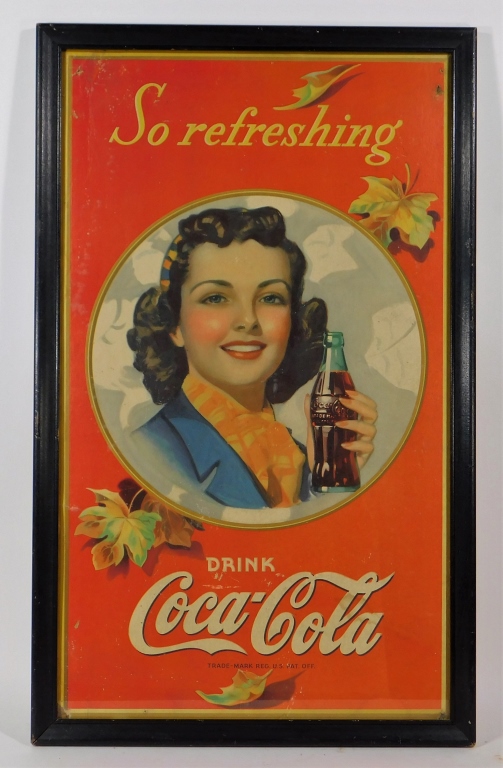 So refreshing
DRINK
Coca-Cola
TRADE-MARK REG. U.S. PAT. OFF.